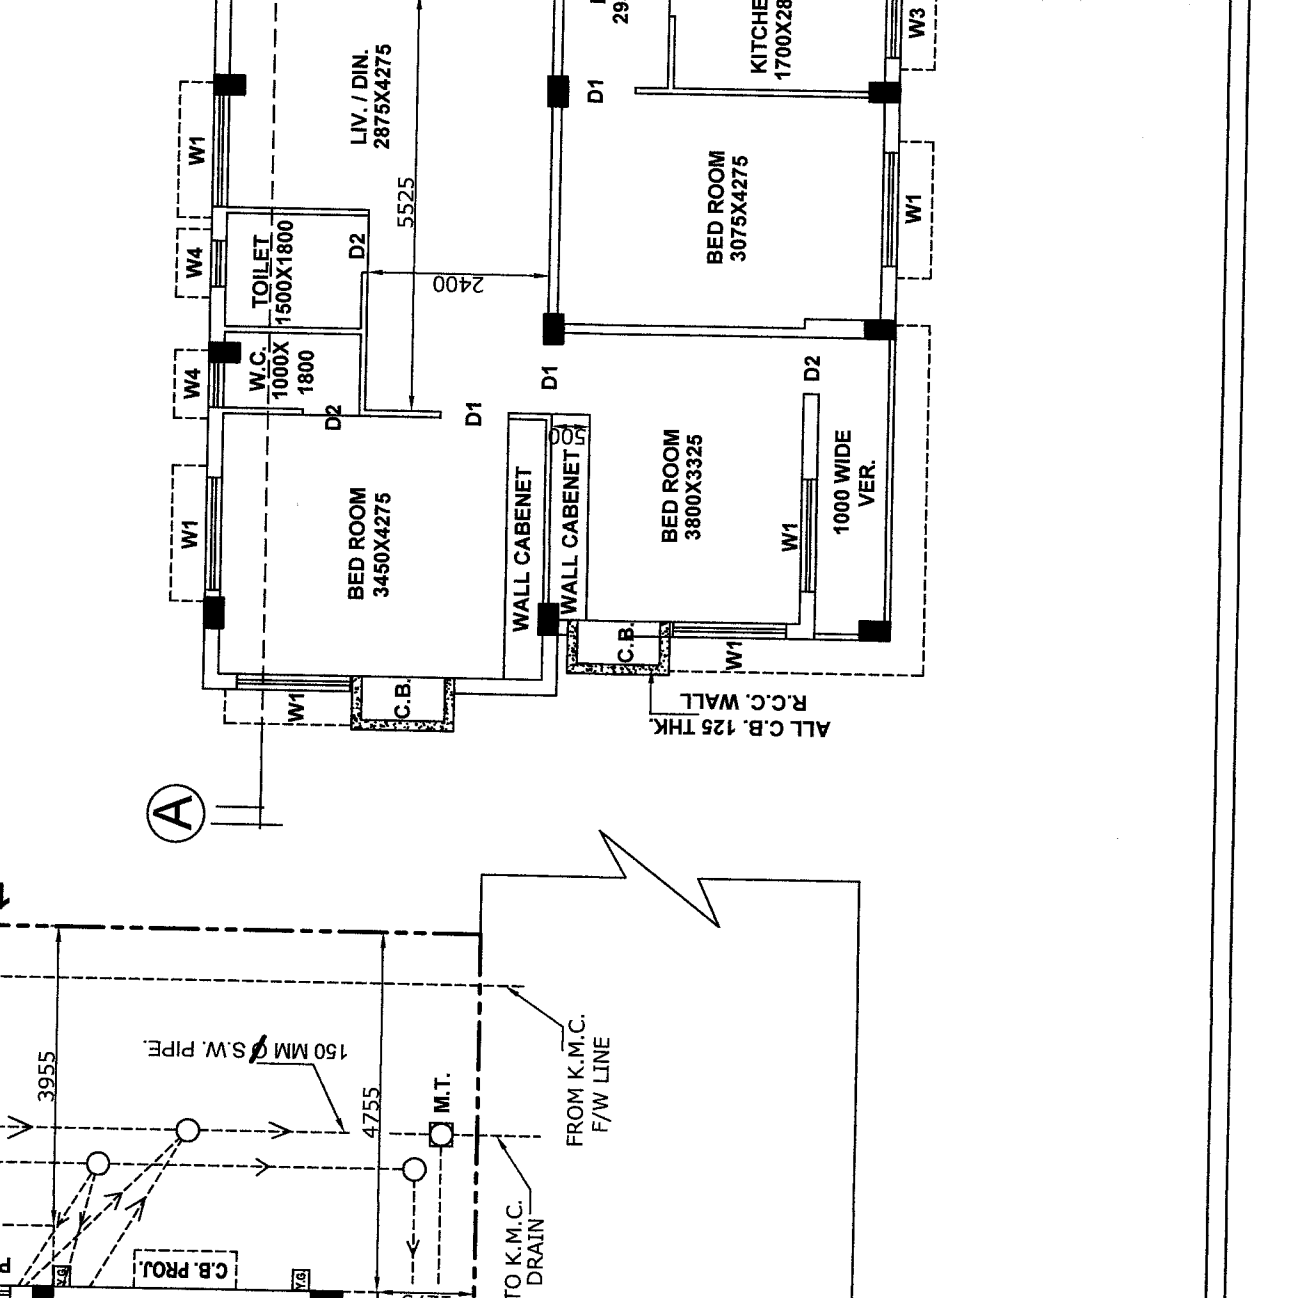 LIV. / DIN.
2875X4275
D1
W3
W1
5525
BED ROOM
3075X4275
W1
W4
TOILET
1500X1800
D2
2400
W4
W.C.
1000X
1800
D2
D1
D1
D2
500
W1
BED ROOM
3450X4275
WALL CABENET
WALL CABENET
BED ROOM
3800X3325
W1
1000 WIDE
VER.
W1
C.B.
C.B.
W1
ALL C.B. 125 THK.
R.C.C. WALL
A
3955
150 MM Ø S.W. PIPE.
4755
M.T.
FROM K.M.C.
F/W LINE
TO K.M.C.
DRAIN
C.B. PROJ.
Y.G
Y.G